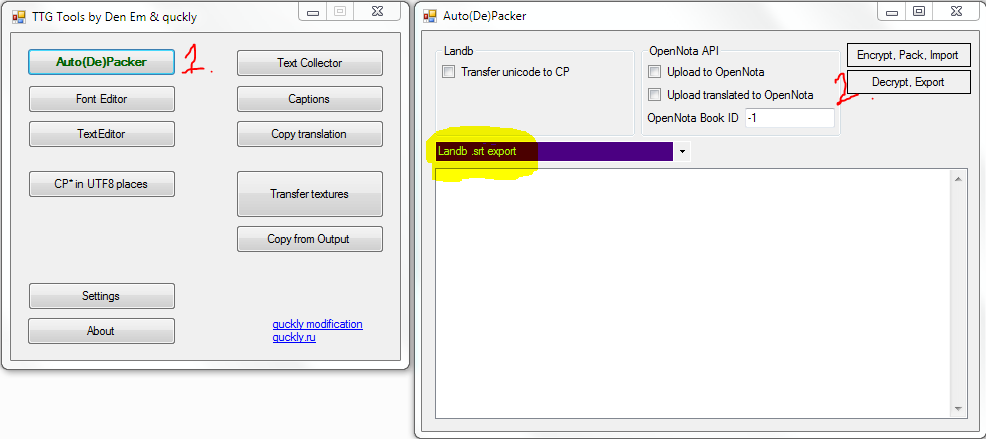 TTG Tools by Den Em & quckly
Auto(De)Packer
1.
Text Collector
Font Editor
Captions
TextEditor
Copy translation
CP* in UTF8 places
Transfer textures
Copy from Output
Settings
About
quckly modification
quckly.ru
Auto(De)Packer
Landb
Transfer unicode to CP
OpenNota API
Upload to OpenNota
Upload translated to OpenNota
OpenNota Book ID -1
Encrypt, Pack, Import
2.
Decrypt, Export
Landb .srt export